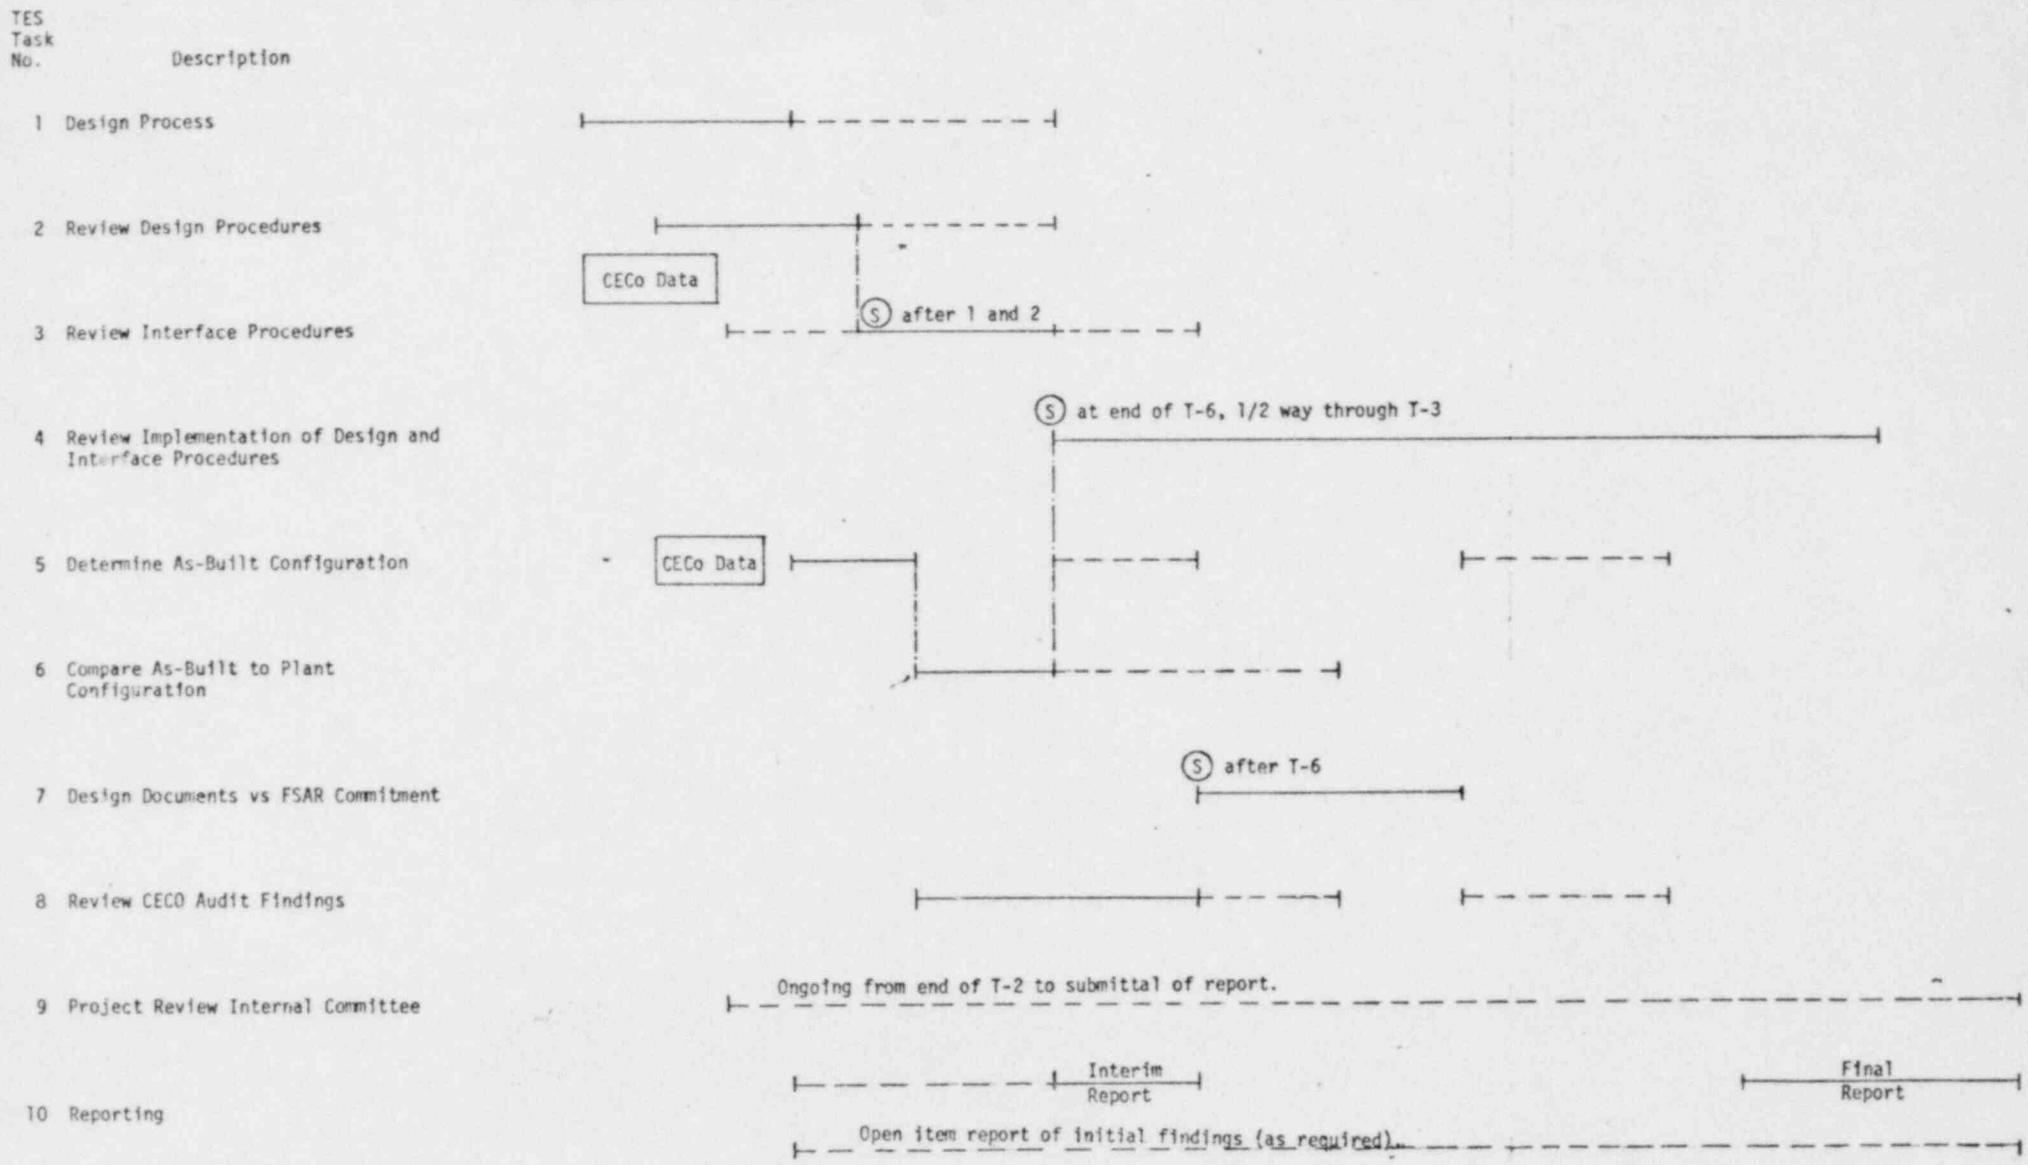 TES
Task
No. Description
1 Design Process
2 Review Design Procedures
CECo Data
S after 1 and 2
3 Review Interface Procedures
S at end of T-6, 1/2 way through T-3
4 Review Implementation of Design and
Interface Procedures
5 Determine As-Built Configuration
CECo Data
6 Compare As-Built to Plant
Configuration
S after T-6
7 Design Documents vs FSAR Commitment
8 Review CECO Audit Findings
Ongoing from end of T-2 to submittal of report.
9 Project Review Internal Committee
Interim
Report
Final
Report
10 Reporting
Open item report of initial findings (as required).